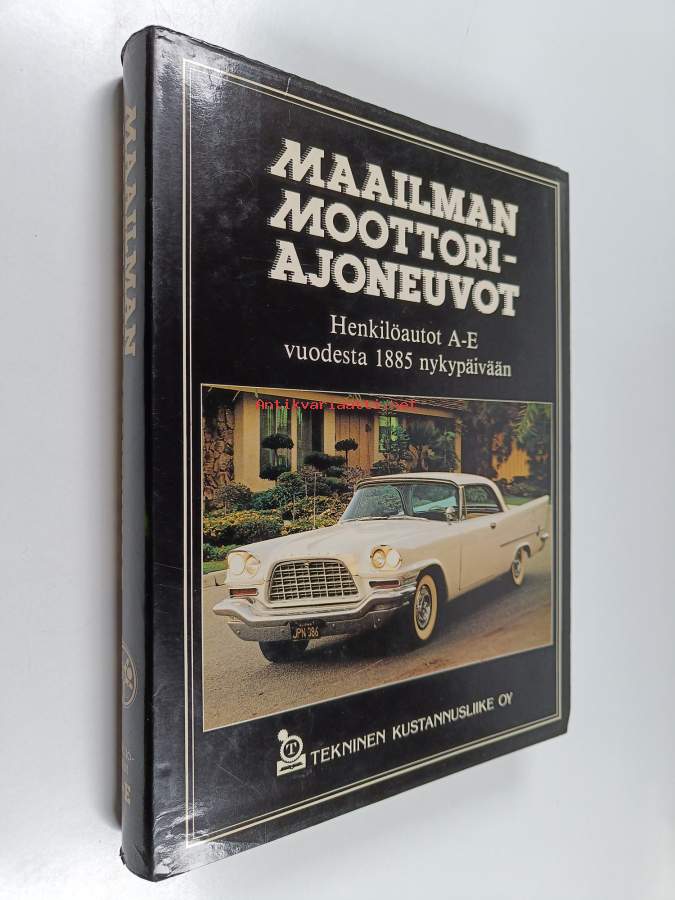 MAAILMAN
MAAILMAN
MOOTTORI-
AJONEUVOT
Henkilöautot A-E
vuodesta 1885 nykypäivään
Antikvariaatti.net
JPN 386
T
TEKNINEN KUSTANNUSLIIKE OY